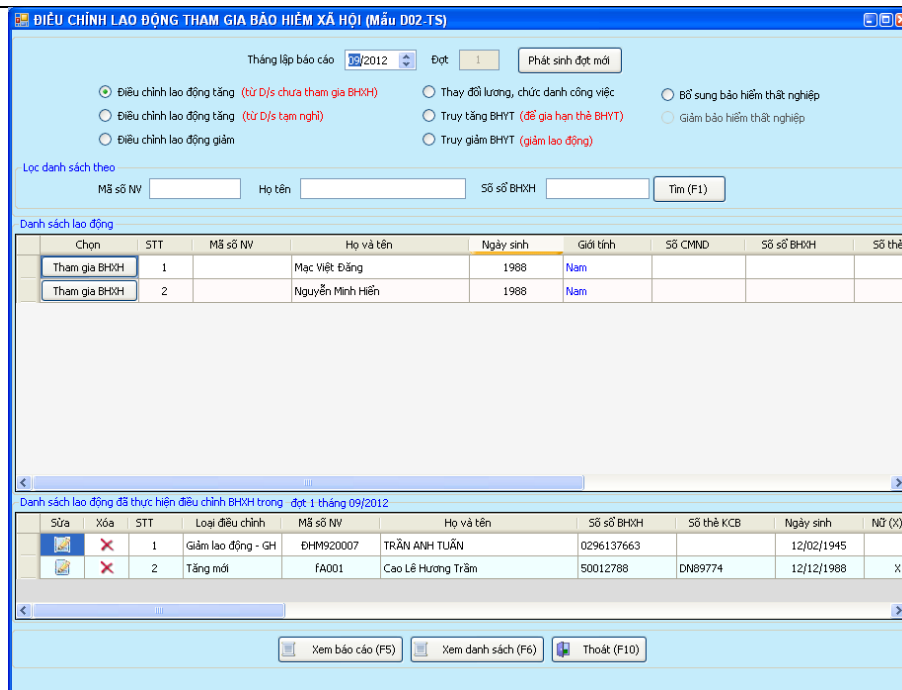 ĐIỀU CHỈNH LAO ĐỘNG THAM GIA BẢO HIỂM XÃ HỘI (Mẫu D02-TS)
Tháng lập báo cáo 09/2012 Đợt 1 Phát sinh đợt mới
Điều chỉnh lao động tăng (từ D/s chưa tham gia BHXH) Thay đổi lương, chức danh công việc Bổ sung bảo hiểm thất nghiệp
Điều chỉnh lao động tăng (từ D/s tạm nghỉ) Truy tăng BHYT (để gia hạn thẻ BHYT) Giảm bảo hiểm thất nghiệp
Điều chỉnh lao động giảm Truy giảm BHYT (giảm lao động)
Lọc danh sách theo
Mã số NV Họ tên Số sổ BHXH Tìm (F1)
Danh sách lao động
Chọn STT Mã số NV Họ và tên Ngày sinh Giới tính Số CMND Số sổ BHXH Số thẻ
Tham gia BHXH 1 Mạc Việt Đăng 1988 Nam
Tham gia BHXH 2 Nguyễn Minh Hiển 1988 Nam
Danh sách lao động đã thực hiện điều chỉnh BHXH trong đợt 1 tháng 09/2012
Sửa Xóa STT Loại điều chỉnh Mã số NV Họ và tên Số sổ BHXH Số thẻ KCB Ngày sinh Nữ (X)
1 Giảm lao động - GH ĐHM920007 TRẦN ANH TUẤN 0296137663 12/02/1945
2 Tăng mới fA001 Cao Lê Hương Trầm 50012788 DN89774 12/12/1988 X
Xem báo cáo (F5) Xem danh sách (F6) Thoát (F10)